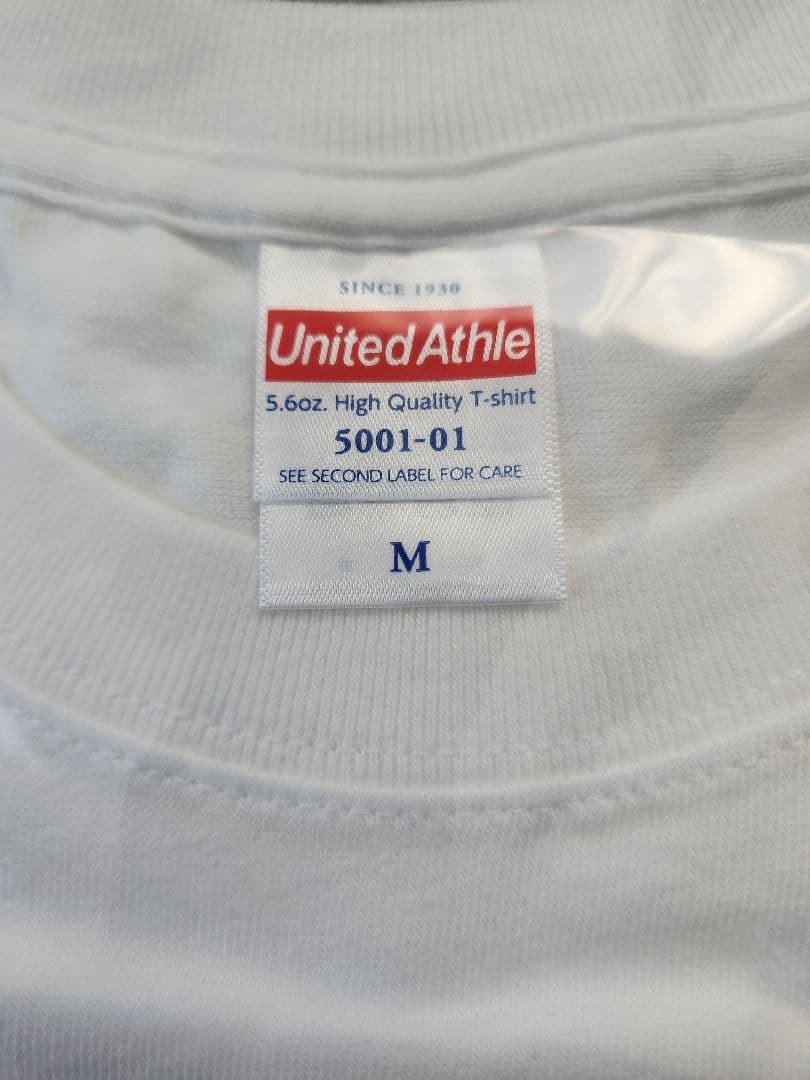 SINCE 1930
United Athle
5.6oz. High Quality T-shirt
5001-01
SEE SECOND LABEL FOR CARE
M